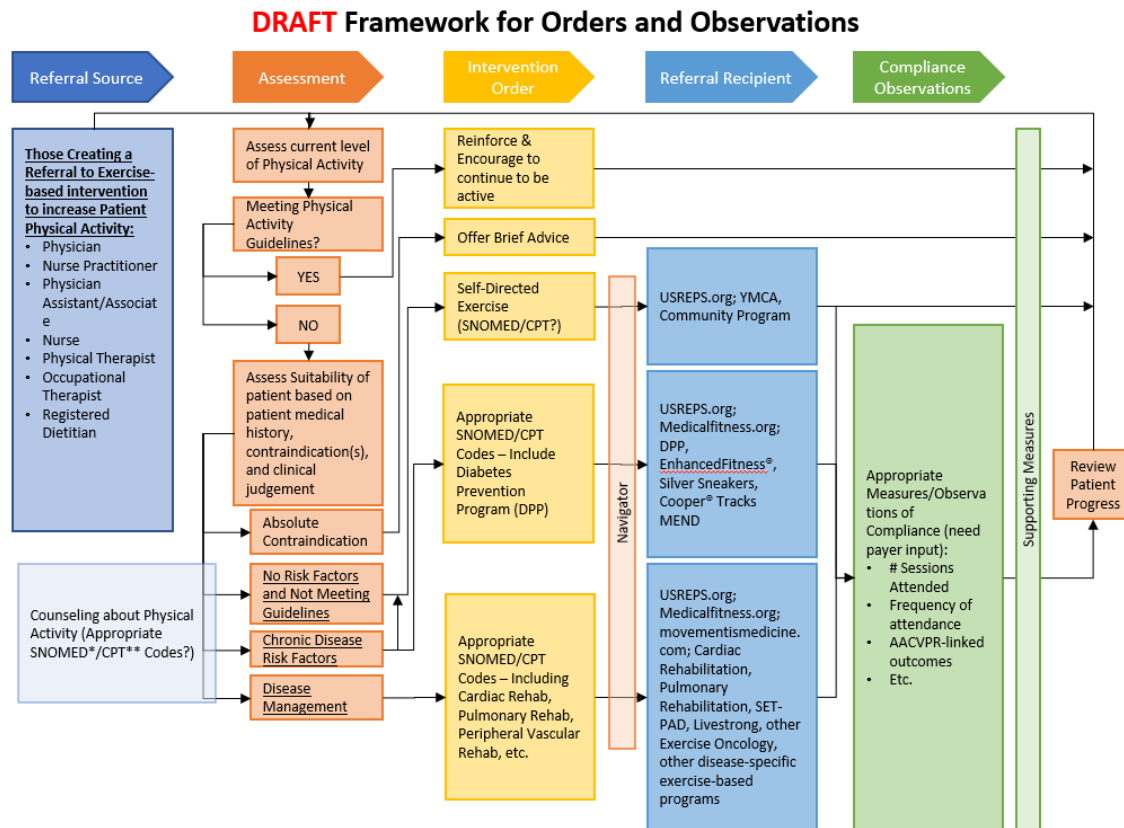 DRAFT Framework for Orders and Observations
Referral Source
Assessment
Intervention
Order
Referral Recipient
Compliance
Observations
Those Creating a
Referral to Exercise-
based intervention
to increase Patient
Physical Activity:
• Physician
• Nurse Practitioner
• Physician
Assistant/Associat
e
• Nurse
• Physical Therapist
• Occupational
Therapist
• Registered
Dietitian
Counseling about Physical
Activity (Appropriate
SNOMED*/CPT** Codes?)
Assess current level
of Physical Activity
Meeting Physical
Activity
Guidelines?
YES
NO
Assess Suitability of
patient based on
patient medical
history,
contraindication(s),
and clinical
judgement
Absolute
Contraindication
No Risk Factors
and Not Meeting
Guidelines
Chronic Disease
Risk Factors
Disease
Management
Reinforce &
Encourage to
continue to be
active
Offer Brief Advice
Self-Directed
Exercise
(SNOMED/CPT?)
Appropriate
SNOMED/CPT
Codes – Include
Diabetes
Prevention
Program (DPP)
Appropriate
SNOMED/CPT
Codes – Including
Cardiac Rehab,
Pulmonary Rehab,
Peripheral Vascular
Rehab, etc.
Navigator
USREPS.org; YMCA,
Community Program
USREPS.org;
Medicalfitness.org;
DPP,
EnhancedFitness®,
Silver Sneakers,
Cooper® Tracks
MEND
USREPS.org;
Medicalfitness.org;
movementismedicine.
com; Cardiac
Rehabilitation,
Pulmonary
Rehabilitation, SET-
PAD, Livestrong, other
Exercise Oncology,
other disease-specific
exercise-based
programs
Appropriate
Measures/Observa
tions of
Compliance (need
payer input):
• # Sessions
Attended
• Frequency of
attendance
• AACVPR-linked
outcomes
• Etc.
Supporting Measures
Review
Patient
Progress